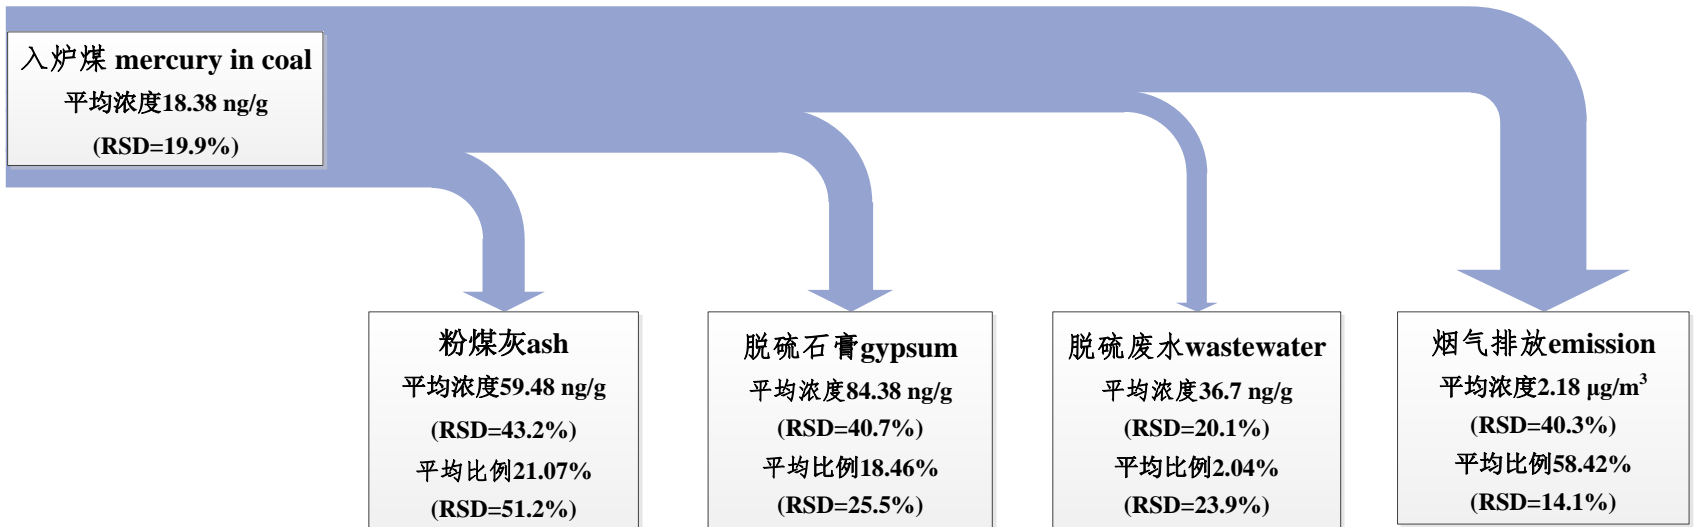 入炉煤 mercury in coal
平均浓度18.38 ng/g
(RSD=19.9%)
粉煤灰ash
平均浓度59.48 ng/g
(RSD=43.2%)
平均比例21.07%
(RSD=51.2%)
脱硫石膏gypsum
平均浓度84.38 ng/g
(RSD=40.7%)
平均比例18.46%
(RSD=25.5%)
脱硫废水wastewater
平均浓度36.7 ng/g
(RSD=20.1%)
平均比例2.04%
(RSD=23.9%)
烟气排放emission
平均浓度2.18 μg/m³
(RSD=40.3%)
平均比例58.42%
(RSD=14.1%)